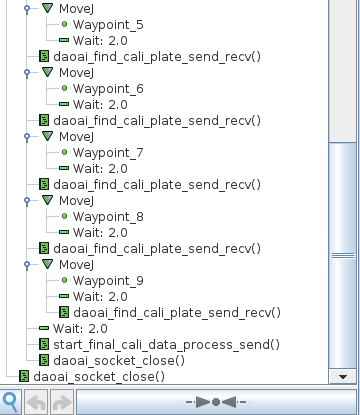 MoveJ
Waypoint_5
Wait: 2.0
daoai_find_cali_plate_send_recv()
MoveJ
Waypoint_6
Wait: 2.0
daoai_find_cali_plate_send_recv()
MoveJ
Waypoint_7
Wait: 2.0
daoai_find_cali_plate_send_recv()
MoveJ
Waypoint_8
Wait: 2.0
daoai_find_cali_plate_send_recv()
MoveJ
Waypoint_9
Wait: 2.0
daoai_find_cali_plate_send_recv()
Wait: 2.0
start_final_cali_data_process_send()
daoai_socket_close()
daoai_socket_close()